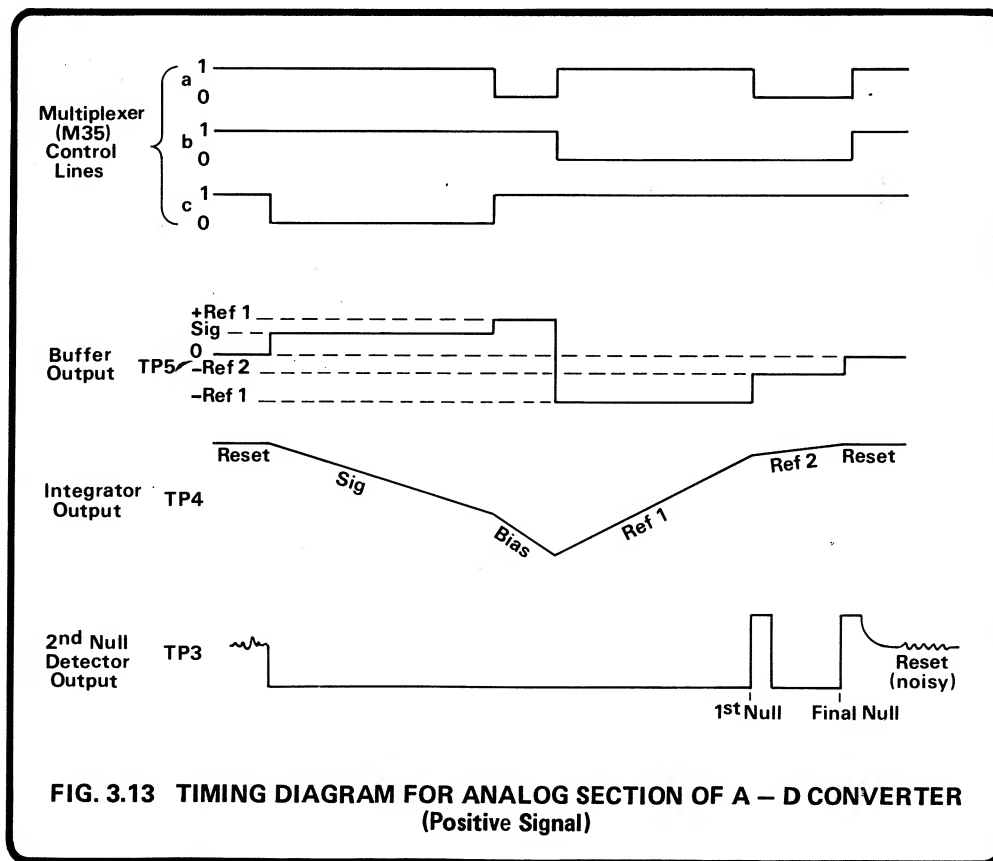 Multiplexer
(M35)
Control
Lines
a 1
0
b 1
0
c 1
0
Buffer
Output
TP5
+Ref 1
Sig
0
–Ref 2
–Ref 1
Integrator
Output
TP4
Reset
Sig
Bias
Ref 1
Ref 2
Reset
2nd Null
Detector
Output
TP3
Reset
(noisy)
1st Null
Final Null
FIG. 3.13 TIMING DIAGRAM FOR ANALOG SECTION OF A – D CONVERTER
(Positive Signal)